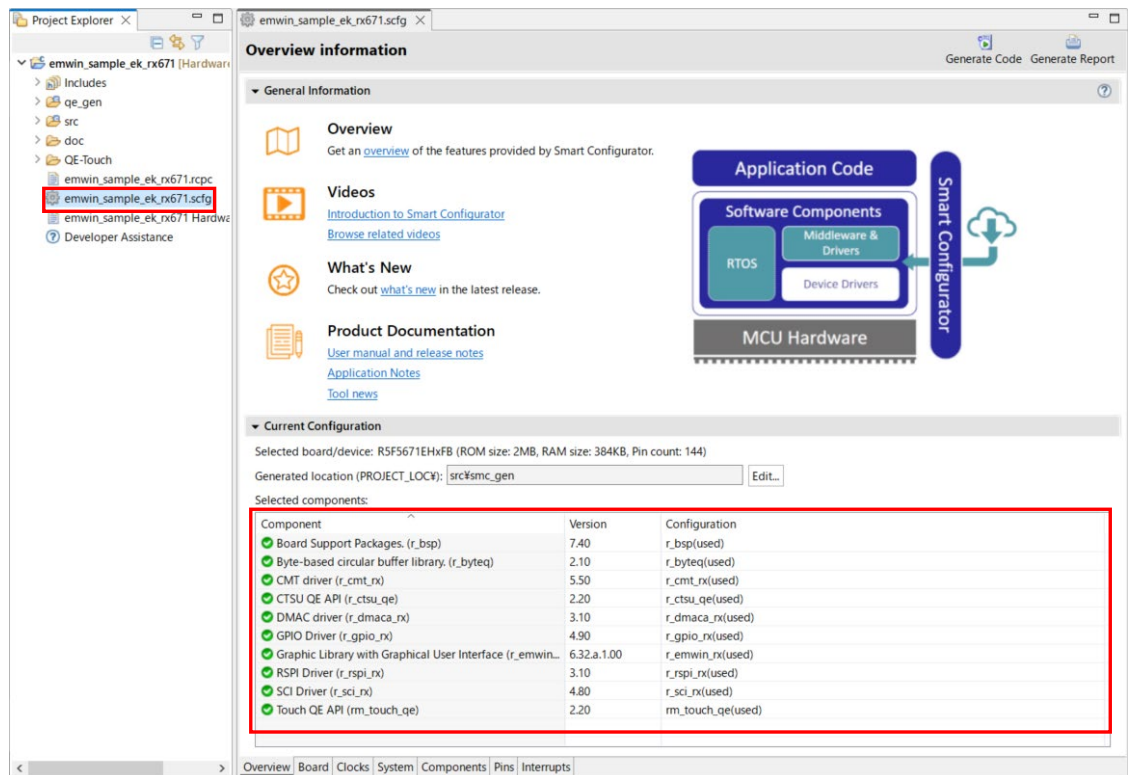 Project Explorer
emwin_sample_ek_rx671 [Hardware
Includes
qe_gen
src
doc
QE-Touch
emwin_sample_ek_rx671.rcpc
emwin_sample_ek_rx671.scfg
emwin_sample_ek_rx671 Hardwa
Developer Assistance
emwin_sample_ek_rx671.scfg
Overview information
Generate Code Generate Report
General Information
Overview
Get an overview of the features provided by Smart Configurator.
Videos
Introduction to Smart Configurator
Browse related videos
What's New
Check out what's new in the latest release.
Product Documentation
User manual and release notes
Application Notes
Tool news
Application Code
Software Components
RTOS
Middleware &
Drivers
Device Drivers
MCU Hardware
Smart Configurator
Current Configuration
Selected board/device: R5F5671EHxFB (ROM size: 2MB, RAM size: 384KB, Pin count: 144)
Generated location (PROJECT_LOC¥): src¥smc_gen Edit...
Selected components:
Component Version Configuration
Board Support Packages. (r_bsp) 7.40 r_bsp(used)
Byte-based circular buffer library. (r_byteq) 2.10 r_byteq(used)
CMT driver (r_cmt_rx) 5.50 r_cmt_rx(used)
CTSU QE API (r_ctsu_qe) 2.20 r_ctsu_qe(used)
DMAC driver (r_dmaca_rx) 3.10 r_dmaca_rx(used)
GPIO Driver (r_gpio_rx) 4.90 r_gpio_rx(used)
Graphic Library with Graphical User Interface (r_emwin... 6.32.a.1.00 r_emwin_rx(used)
RSPI Driver (r_rspi_rx) 3.10 r_rspi_rx(used)
SCI Driver (r_sci_rx) 4.80 r_sci_rx(used)
Touch QE API (rm_touch_qe) 2.20 rm_touch_qe(used)
Overview Board Clocks System Components Pins Interrupts